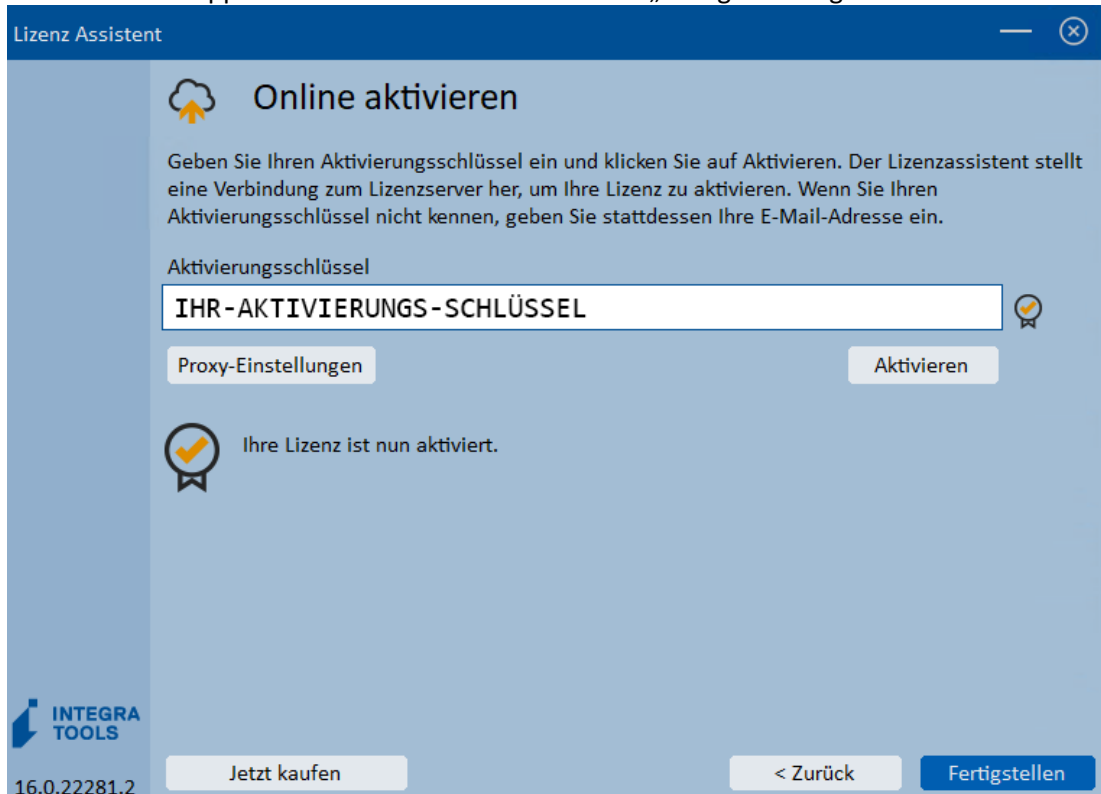 Lizenz Assistent
Online aktivieren
Geben Sie Ihren Aktivierungsschlüssel ein und klicken Sie auf Aktivieren. Der Lizenzassistent stellt
eine Verbindung zum Lizenzserver her, um Ihre Lizenz zu aktivieren. Wenn Sie Ihren
Aktivierungsschlüssel nicht kennen, geben Sie stattdessen Ihre E-Mail-Adresse ein.
Aktivierungsschlüssel
IHR-AKTIVIERUNGS-SCHLÜSSEL
Proxy-Einstellungen
Aktivieren
Ihre Lizenz ist nun aktiviert.
INTEGRA
TOOLS
16.0.22281.2
Jetzt kaufen
< Zurück
Fertigstellen